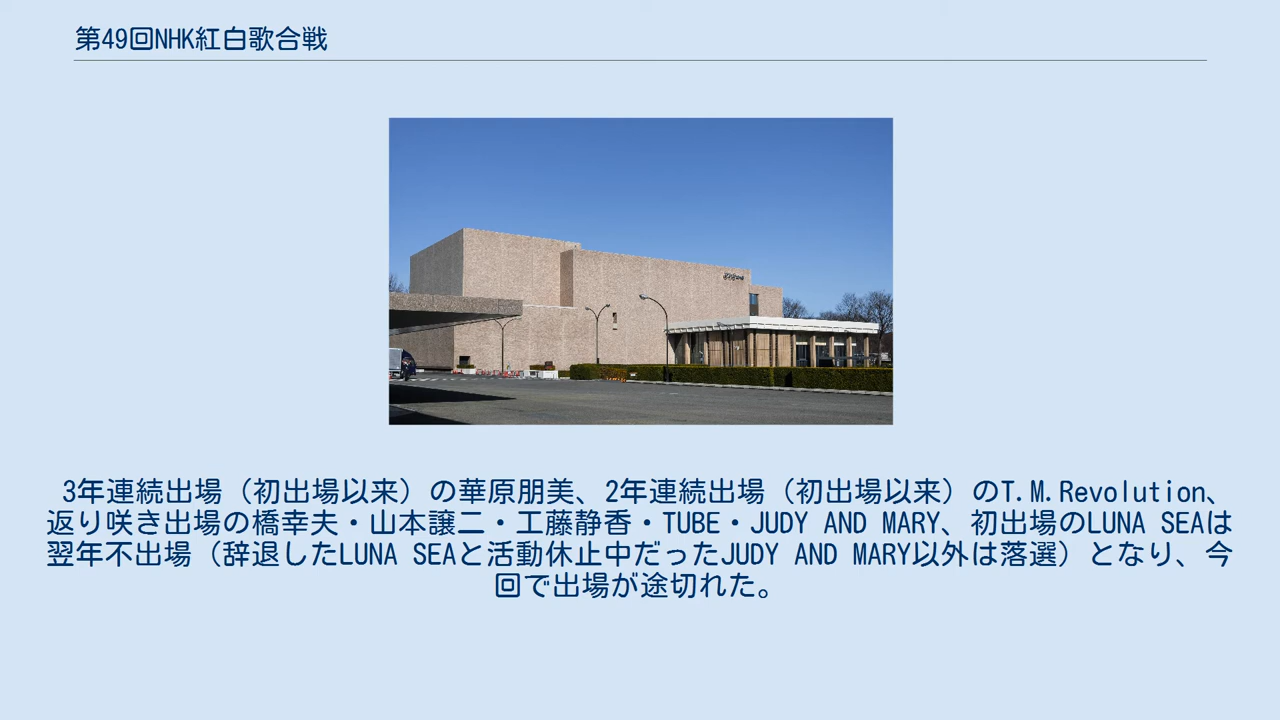 第49回NHK紅白歌合戦
3年連続出場（初出場以来）の華原朋美、2年連続出場（初出場以来）のT.M.Revolution、
返り咲き出場の橋幸夫・山本譲二・工藤静香・TUBE・JUDY AND MARY、初出場のLUNA SEAは
翌年不出場（辞退したLUNA SEAと活動休止中だったJUDY AND MARY以外は落選）となり、今
回で出場が途切れた。